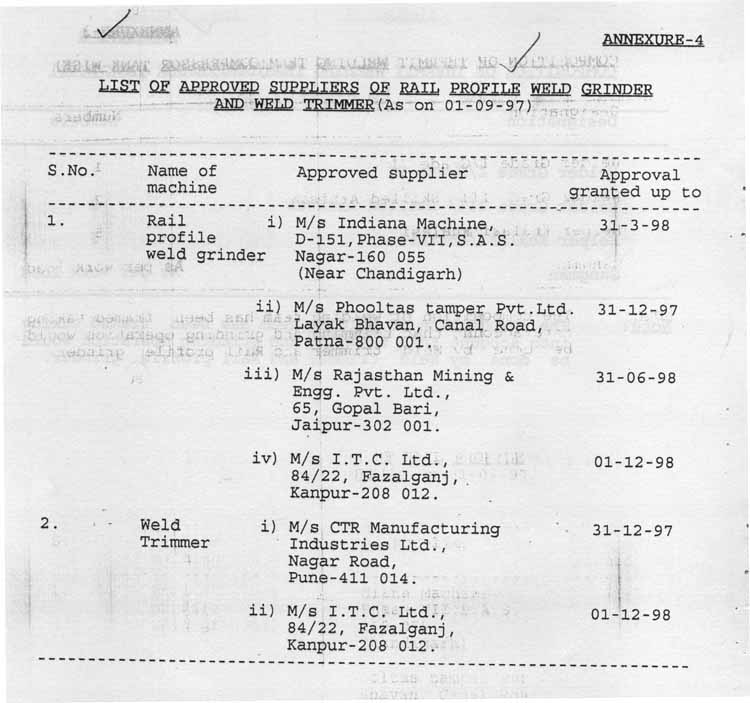 ANNEXURE-4
LIST OF APPROVED SUPPLIERS OF RAIL PROFILE WELD GRINDER
AND WELD TRIMMER(As on 01-09-97)
S.No. Name of machine Approved supplier Approval granted up to
1. Rail profile weld grinder
i) M/s Indiana Machine, 31-3-98
D-151,Phase-VII,S.A.S.
Nagar-160 055
(Near Chandigarh)
ii) M/s Phooltas tamper Pvt.Ltd. 31-12-97
Layak Bhavan, Canal Road,
Patna-800 001.
iii) M/s Rajasthan Mining & 31-06-98
Engg. Pvt. Ltd.,
65, Gopal Bari,
Jaipur-302 001.
iv) M/s I.T.C. Ltd., 01-12-98
84/22, Fazalganj,
Kanpur-208 012.
2. Weld Trimmer
i) M/s CTR Manufacturing 31-12-97
Industries Ltd.,
Nagar Road,
Pune-411 014.
ii) M/s I.T.C. Ltd., 01-12-98
84/22, Fazalganj,
Kanpur-208 012.